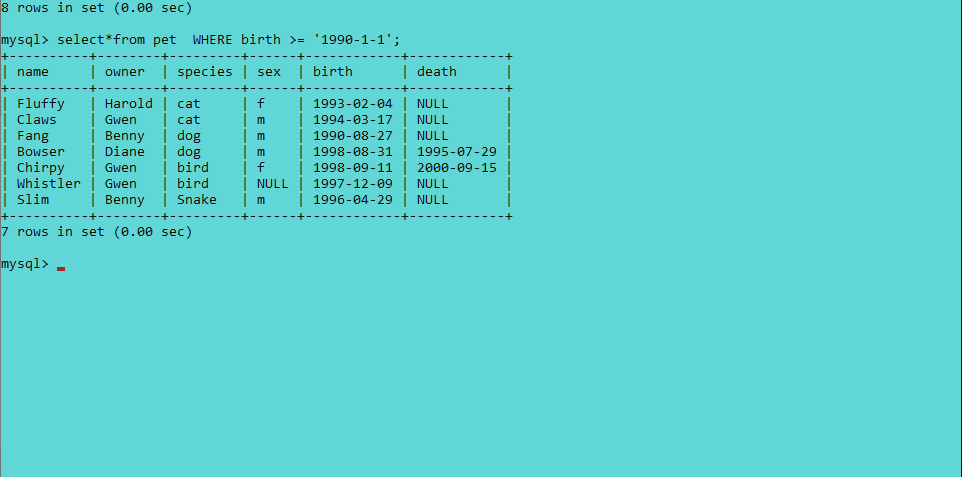 8 rows in set (0.00 sec)
mysql> select*from pet  WHERE birth >= '1990-1-1';
+----------+--------+---------+------+------------+------------+
| name     | owner  | species | sex  | birth      | death      |
+----------+--------+---------+------+------------+------------+
| Fluffy   | Harold | cat     | f    | 1993-02-04 | NULL       |
| Claws    | Gwen   | cat     | m    | 1994-03-17 | NULL       |
| Fang     | Benny  | dog     | m    | 1990-08-27 | NULL       |
| Bowser   | Diane  | dog     | m    | 1998-08-31 | 1995-07-29 |
| Chirpy   | Gwen   | bird    | f    | 1998-09-11 | 2000-09-15 |
| Whistler | Gwen   | bird    | NULL | 1997-12-09 | NULL       |
| Slim     | Benny  | Snake   | m    | 1996-04-29 | NULL       |
+----------+--------+---------+------+------------+------------+
7 rows in set (0.00 sec)
mysql>